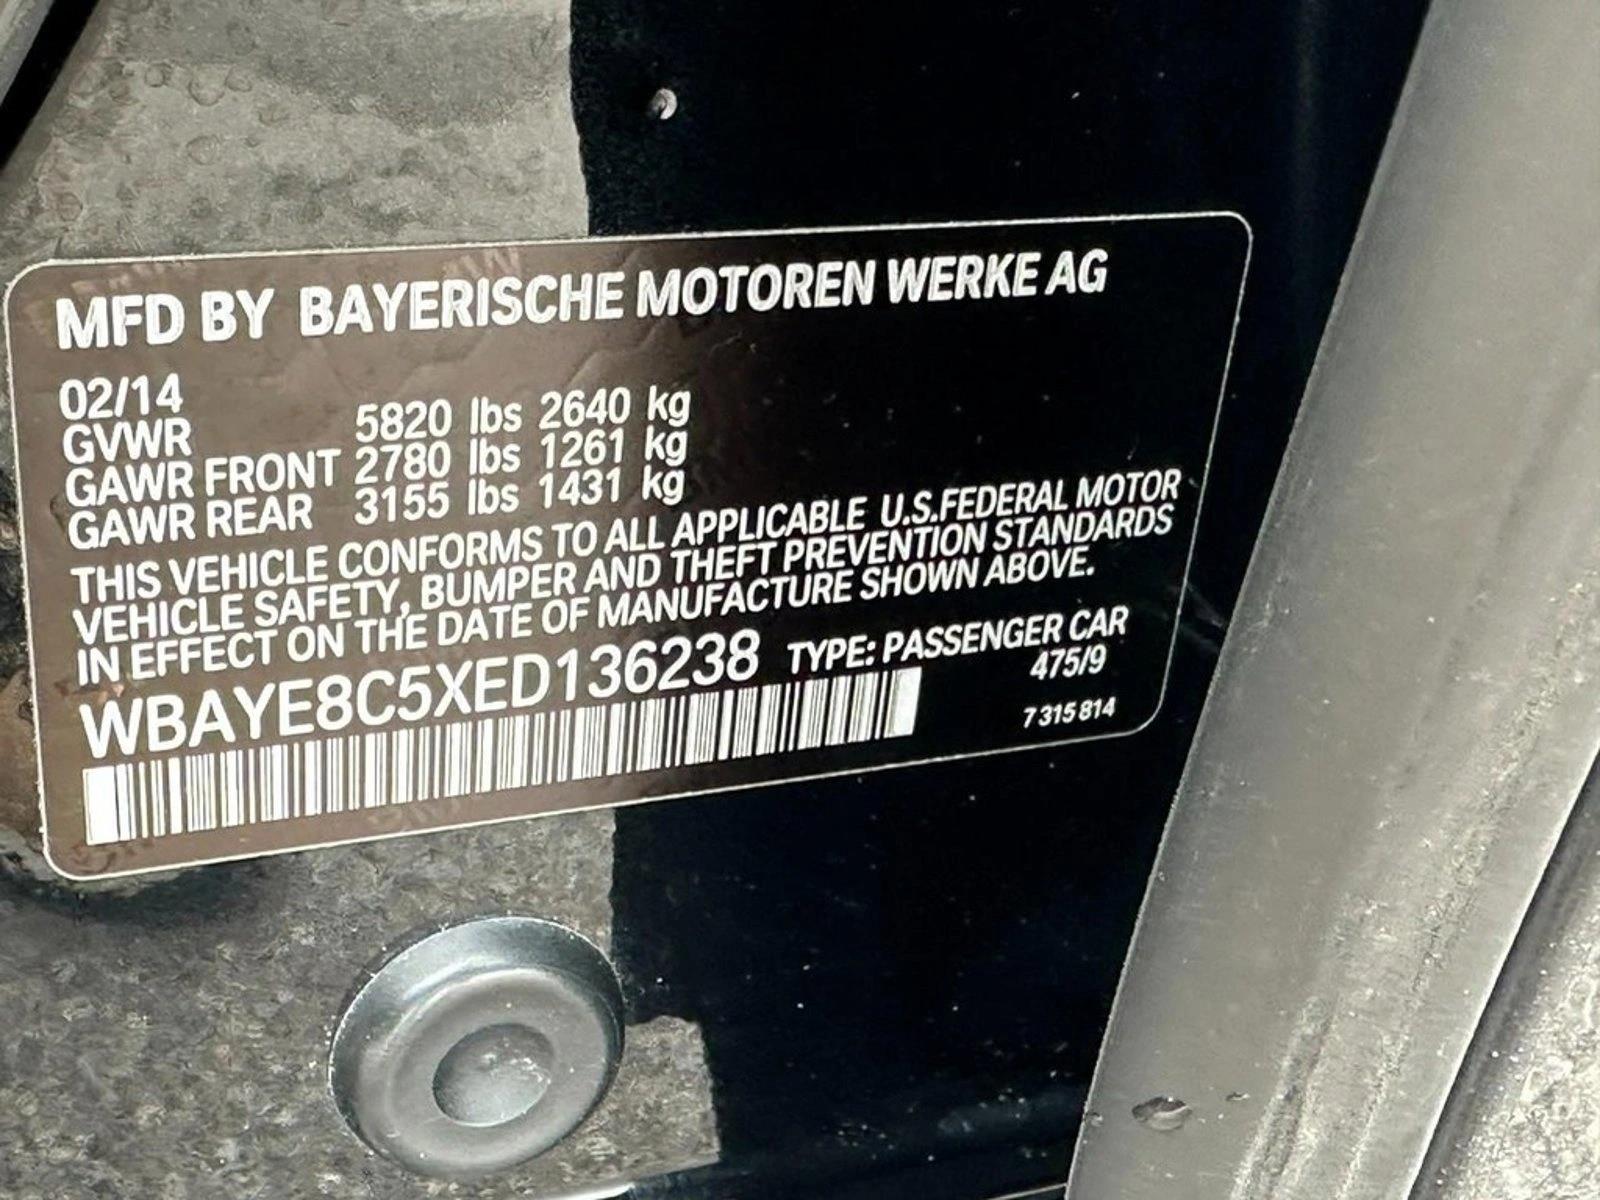 MFD BY BAYERISCHE MOTOREN WERKE AG
02/14
GVWR 5820 lbs 2640 kg
GAWR FRONT 2780 lbs 1261 kg
GAWR REAR 3155 lbs 1431 kg
THIS VEHICLE CONFORMS TO ALL APPLICABLE U.S.FEDERAL MOTOR
VEHICLE SAFETY, BUMPER AND THEFT PREVENTION STANDARDS
IN EFFECT ON THE DATE OF MANUFACTURE SHOWN ABOVE.
WBAYE8C5XED136238 TYPE: PASSENGER CAR
475/9
7 315 814